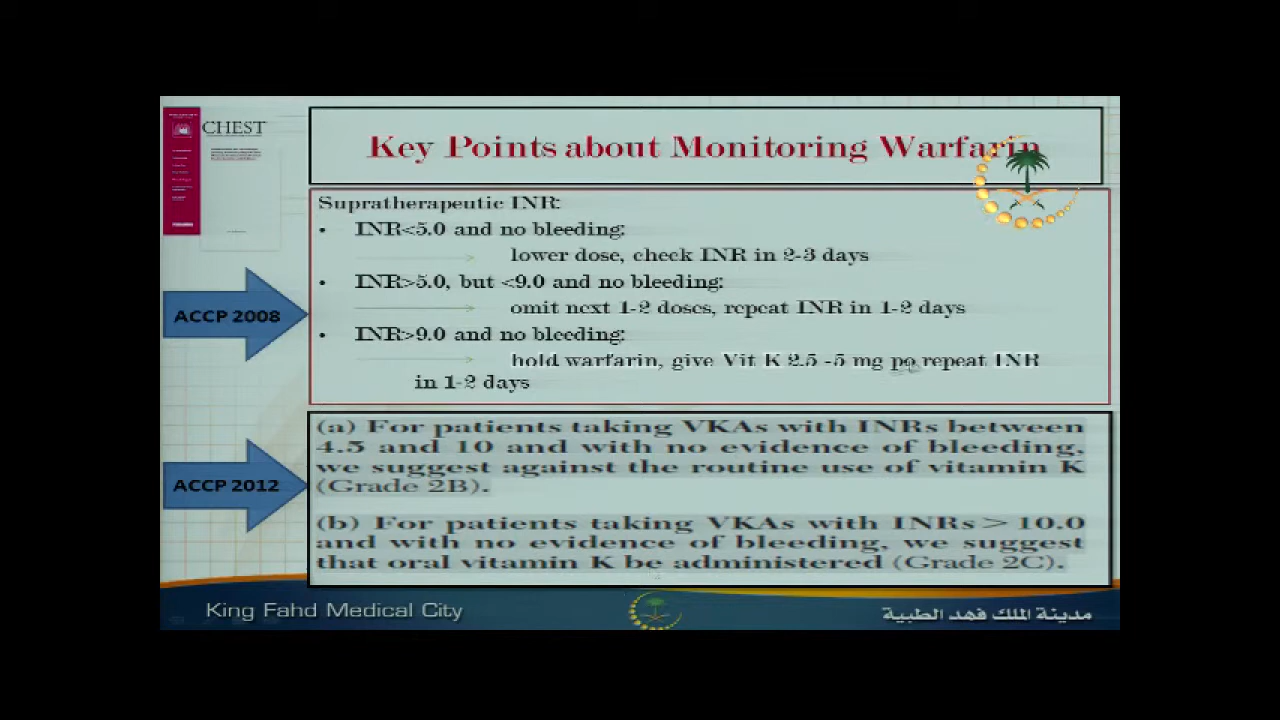 CHEST
Key Points about Monitoring Warfarin
Supratherapeutic INR:
• INR<5.0 and no bleeding:
lower dose, check INR in 2-3 days
• INR>5.0, but <9.0 and no bleeding:
omit next 1-2 doses, repeat INR in 1-2 days
• INR>9.0 and no bleeding:
hold warfarin, give Vit K 2.5 -5 mg po repeat INR
in 1-2 days
ACCP 2008
(a) For patients taking VKAs with INRs between
4.5 and 10 and with no evidence of bleeding,
we suggest against the routine use of vitamin K
(Grade 2B).
(b) For patients taking VKAs with INRs > 10.0
and with no evidence of bleeding, we suggest
that oral vitamin K be administered (Grade 2C).
ACCP 2012
King Fahd Medical City
مدينة الملك فهد الطبية